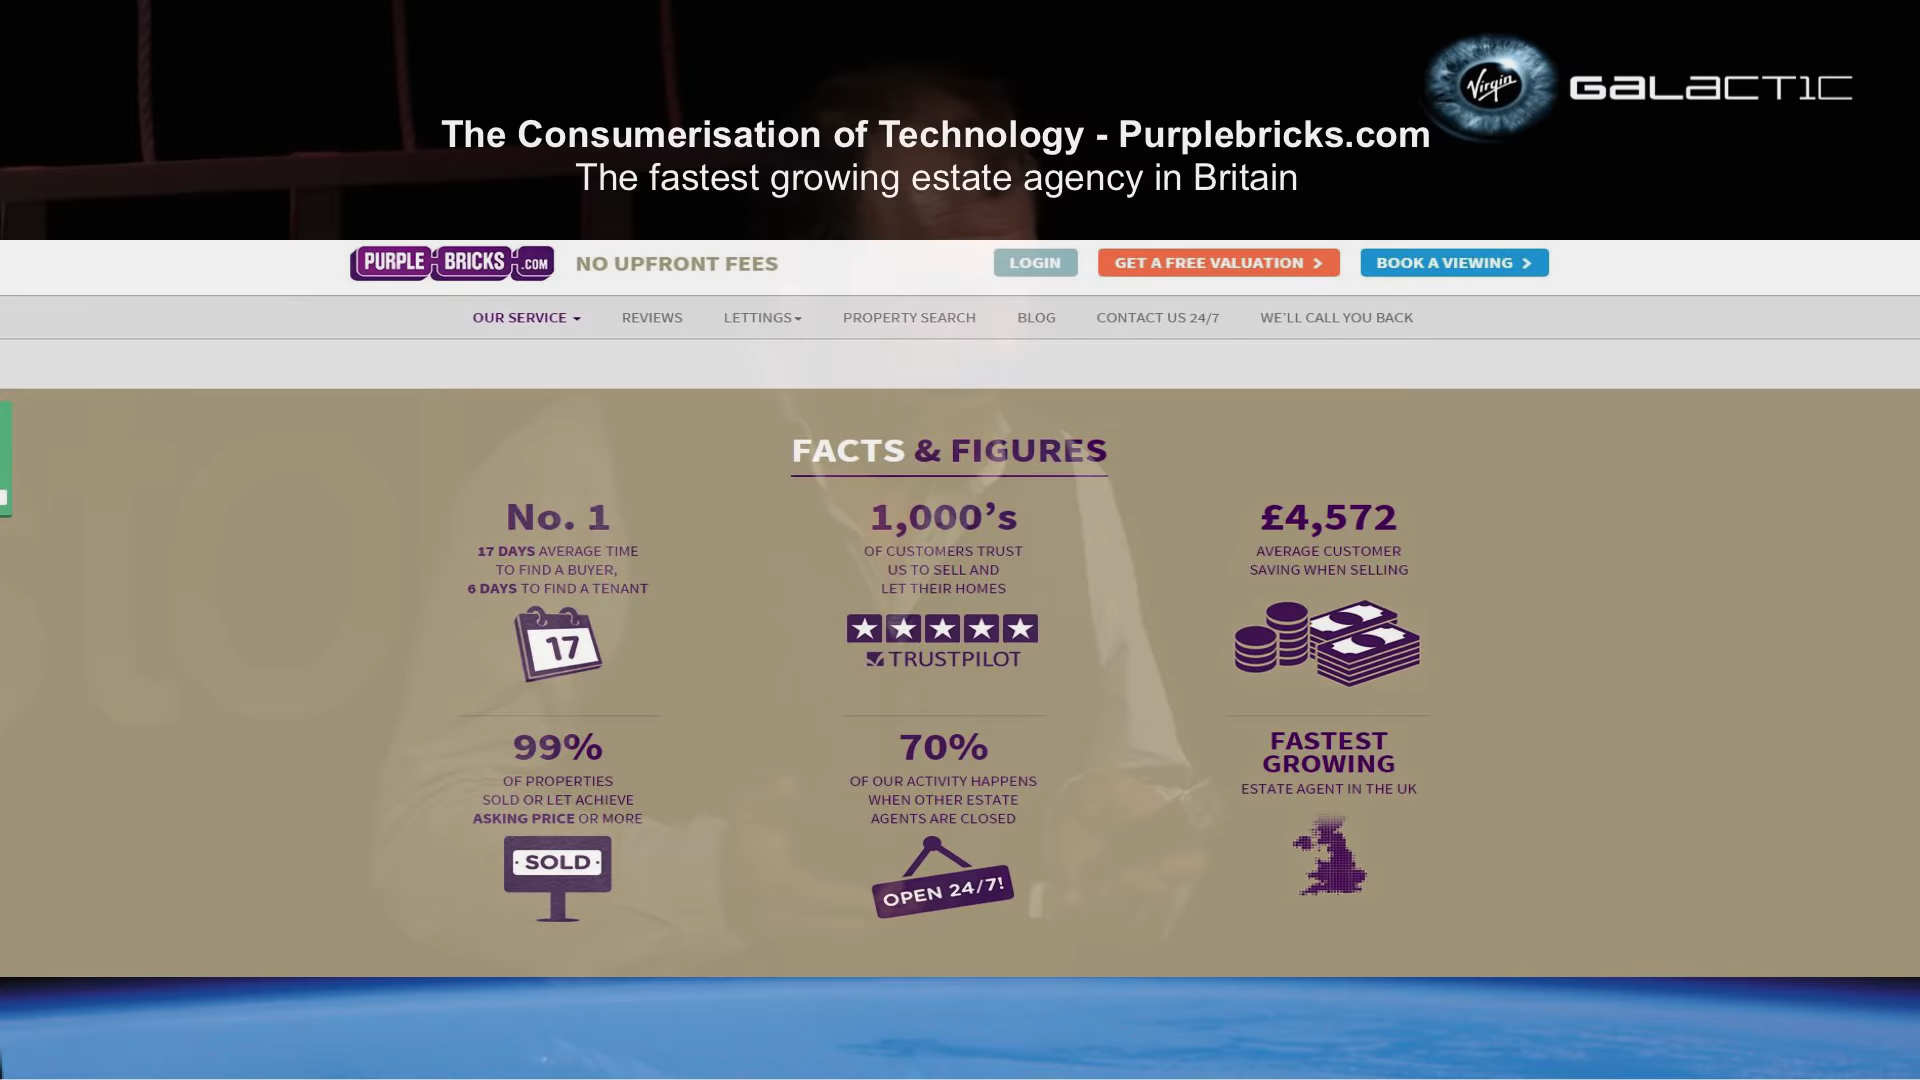 Virgin GALACTIC
The Consumerisation of Technology - Purplebricks.com
The fastest growing estate agency in Britain
PURPLE BRICKS .COM NO UPFRONT FEES LOGIN GET A FREE VALUATION > BOOK A VIEWING >
OUR SERVICE REVIEWS LETTINGS PROPERTY SEARCH BLOG CONTACT US 24/7 WE'LL CALL YOU BACK
FACTS & FIGURES
No. 1
17 DAYS AVERAGE TIME
TO FIND A BUYER,
6 DAYS TO FIND A TENANT
17
1,000's
OF CUSTOMERS TRUST
US TO SELL AND
LET THEIR HOMES
TRUSTPILOT
£4,572
AVERAGE CUSTOMER
SAVING WHEN SELLING
99%
OF PROPERTIES
SOLD OR LET ACHIEVE
ASKING PRICE OR MORE
· SOLD ·
70%
OF OUR ACTIVITY HAPPENS
WHEN OTHER ESTATE
AGENTS ARE CLOSED
OPEN 24/7!
FASTEST
GROWING
ESTATE AGENT IN THE UK